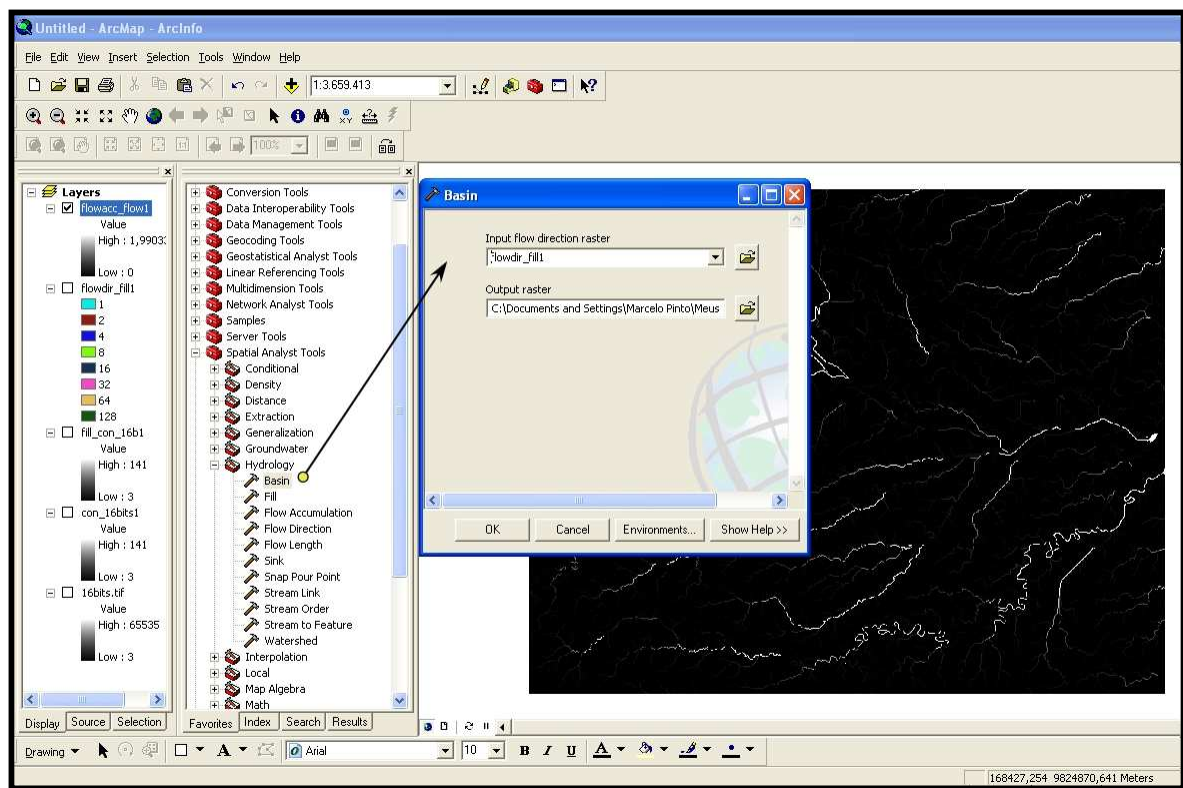 Untitled - ArcMap - ArcInfo
File Edit View Insert Selection Tools Window Help
1:3.659.413
100%
Layers
flowacc_flow1
Value
High : 1,9903
Low : 0
flowdir_fill1
1
2
4
8
16
32
64
128
fill_con_16b1
Value
High : 141
Low : 3
con_16bits1
Value
High : 141
Low : 3
16bits.tif
Value
High : 65535
Low : 3
Display Source Selection
Conversion Tools
Data Interoperability Tools
Data Management Tools
Geocoding Tools
Geostatistical Analyst Tools
Linear Referencing Tools
Multidimension Tools
Network Analyst Tools
Samples
Server Tools
Spatial Analyst Tools
Conditional
Density
Distance
Extraction
Generalization
Groundwater
Hydrology
Basin
Fill
Flow Accumulation
Flow Direction
Flow Length
Sink
Snap Pour Point
Stream Link
Stream Order
Stream to Feature
Watershed
Interpolation
Local
Map Algebra
Math
Favorites Index Search Results
Basin
Input flow direction raster
flowdir_fill1
Output raster
C:\Documents and Settings\Marcelo Pinto\Meus
OK Cancel Environments... Show Help >>
Drawing A Arial 10 B I U A
168427,254 9824870,641 Meters